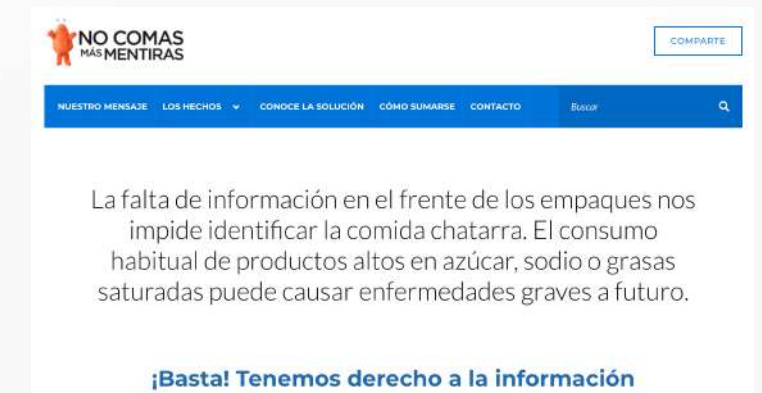 NO COMAS
MÁS MENTIRAS
COMPARTE
NUESTRO MENSAJE LOS HECHOS CONOCE LA SOLUCIÓN CÓMO SUMARSE CONTACTO Buscar
La falta de información en el frente de los empaques nos
impide identificar la comida chatarra. El consumo
habitual de productos altos en azúcar, sodio o grasas
saturadas puede causar enfermedades graves a futuro.
¡Basta! Tenemos derecho a la información